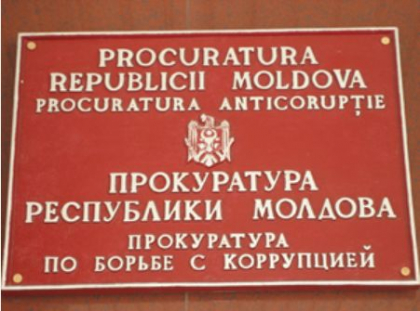 PROCURATURA
REPUBLICII MOLDOVA
PROCURATURA ANTICORUPȚIE
ПРОКУРАТУРА
РЕСПУБЛИКИ МОЛДОВА
ПРОКУРАТУРА
ПО БОРЬБЕ С КОРРУПЦИЕЙ